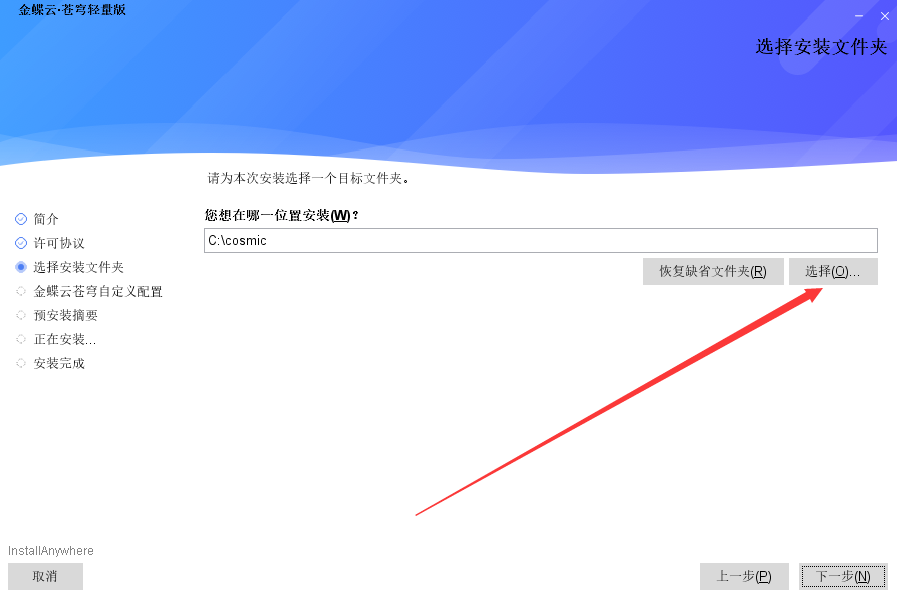 金蝶云·苍穹轻量版
选择安装文件夹
请为本次安装选择一个目标文件夹。
您想在哪一位置安装(W)?
C:\cosmic
恢复缺省文件夹(R)
选择(O)...
简介
许可协议
选择安装文件夹
金蝶云苍穹自定义配置
预安装摘要
正在安装...
安装完成
InstallAnywhere
取消
上一步(P)
下一步(N)